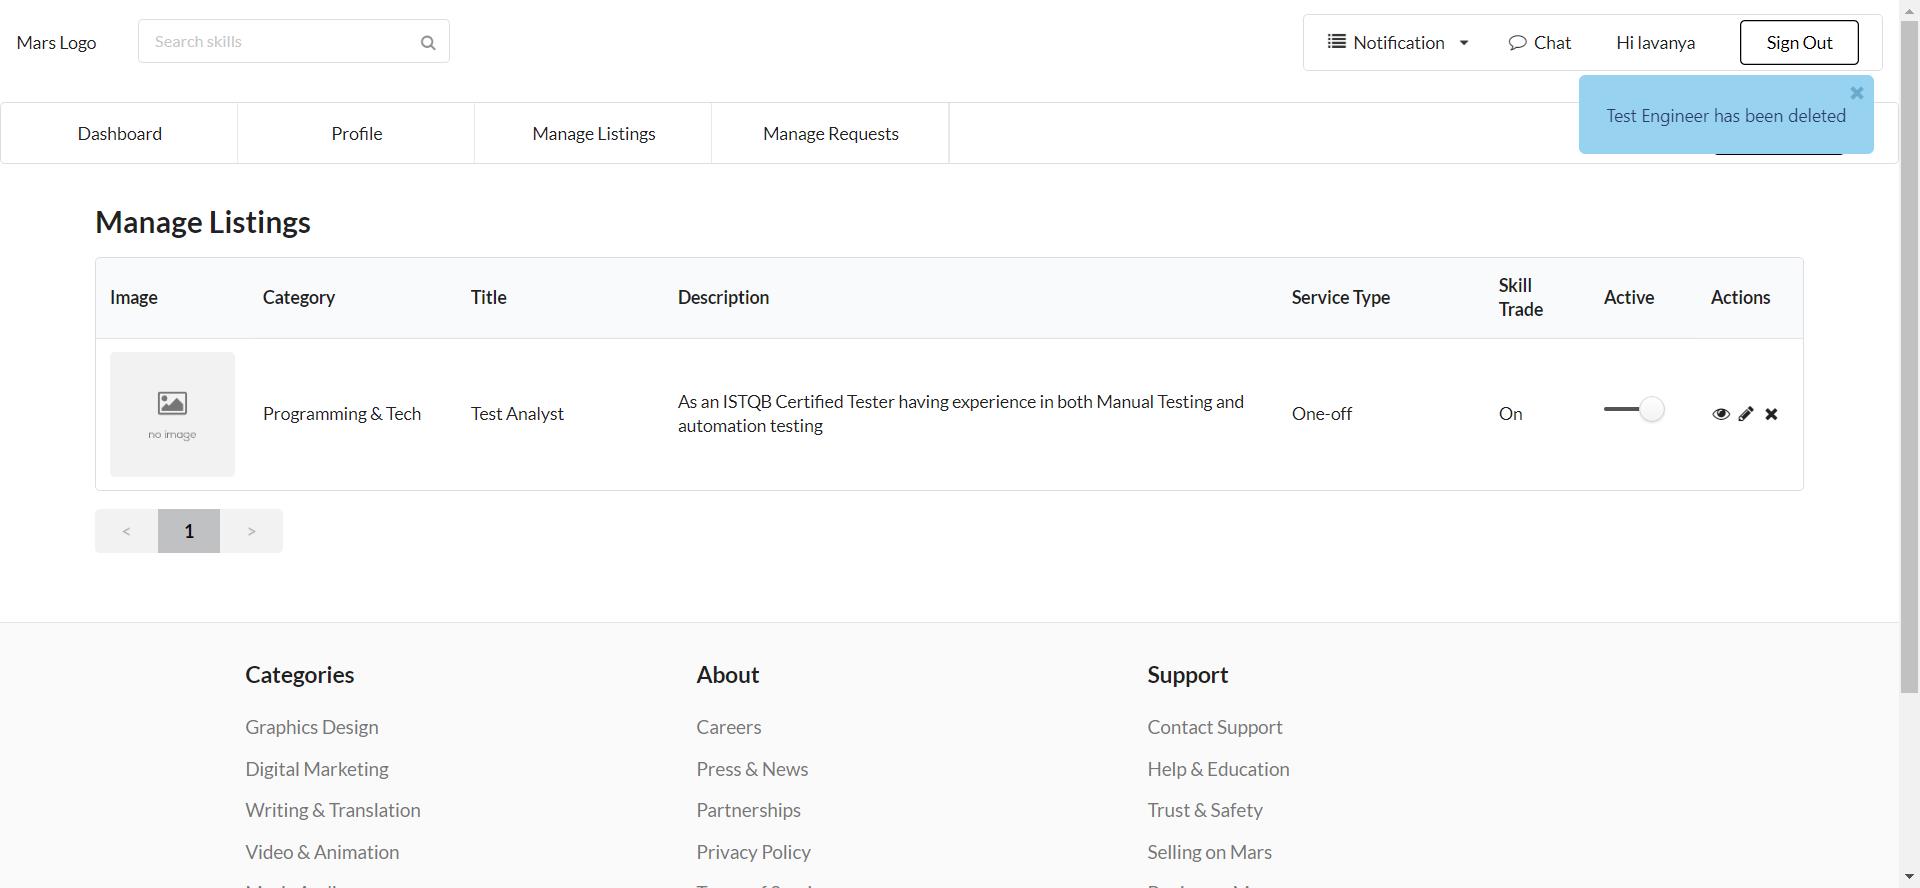 Mars Logo
Search skills
Notification
Chat
Hi lavanya
Sign Out
Test Engineer has been deleted
Dashboard
Profile
Manage Listings
Manage Requests
Manage Listings
Image
Category
Title
Description
Service Type
Skill
Trade
Active
Actions
no image
Programming & Tech
Test Analyst
As an ISTQB Certified Tester having experience in both Manual Testing and
automation testing
One-off
On
<
1
>
Categories
About
Support
Graphics Design
Careers
Contact Support
Digital Marketing
Press & News
Help & Education
Writing & Translation
Partnerships
Trust & Safety
Video & Animation
Privacy Policy
Selling on Mars